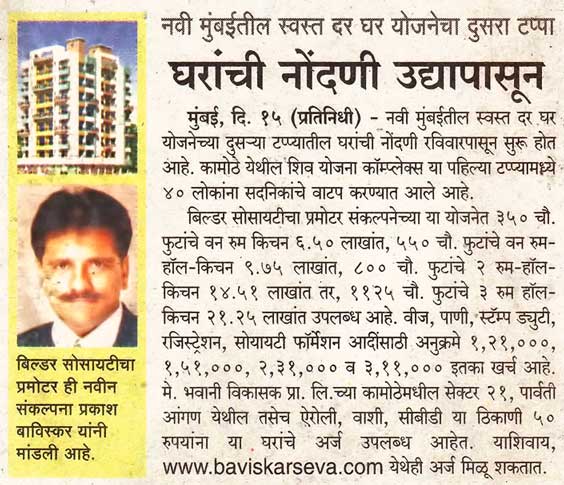 नवी मुंबईतील स्वस्त दर घर योजनेचा दुसरा टप्पा
घरांची नोंदणी उद्यापासून
मुंबई, दि. १५ (प्रतिनिधी) - नवी मुंबईतील स्वस्त दर घर
योजनेच्या दुसऱ्या टप्प्यातील घरांची नोंदणी रविवारपासून सुरू होत
आहे. कामोठे येथील शिव योजना कॉम्प्लेक्स या पहिल्या टप्प्यामध्ये
४० लोकांना सदनिकांचे वाटप करण्यात आले आहे.
बिल्डर सोसायटीचा प्रमोटर संकल्पनेच्या या योजनेत ३५० चौ.
फुटांचे वन रुम किचन ६.५० लाखांत, ५५० चौ. फुटांचे वन रुम-
हॉल-किचन ९.७५ लाखांत, ८०० चौ. फुटांचे २ रुम-हॉल-
किचन १४.५१ लाखांत तर, ११२५ चौ. फुटांचे ३ रुम हॉल-
किचन २१.२५ लाखांत उपलब्ध आहे. वीज, पाणी, स्टॅम्प ड्युटी,
रजिस्ट्रेशन, सोयायटी फॉर्मेशन आदींसाठी अनुक्रमे १,२१,०००,
१,५१,०००, २,३१,००० व ३,११,००० इतका खर्च आहे.
मे. भवानी विकासक प्रा. लि.च्या कामोठेमधील सेक्टर २१, पार्वती
आंगण येथील तसेच ऐरोली, वाशी, सीबीडी या ठिकाणी ५०
रुपयांना या घरांचे अर्ज उपलब्ध आहेत. याशिवाय,
www.baviskarseva.com येथेही अर्ज मिळू शकतात.
बिल्डर सोसायटीचा
प्रमोटर ही नवीन
संकल्पना प्रकाश
बाविस्कर यांनी
मांडली आहे.